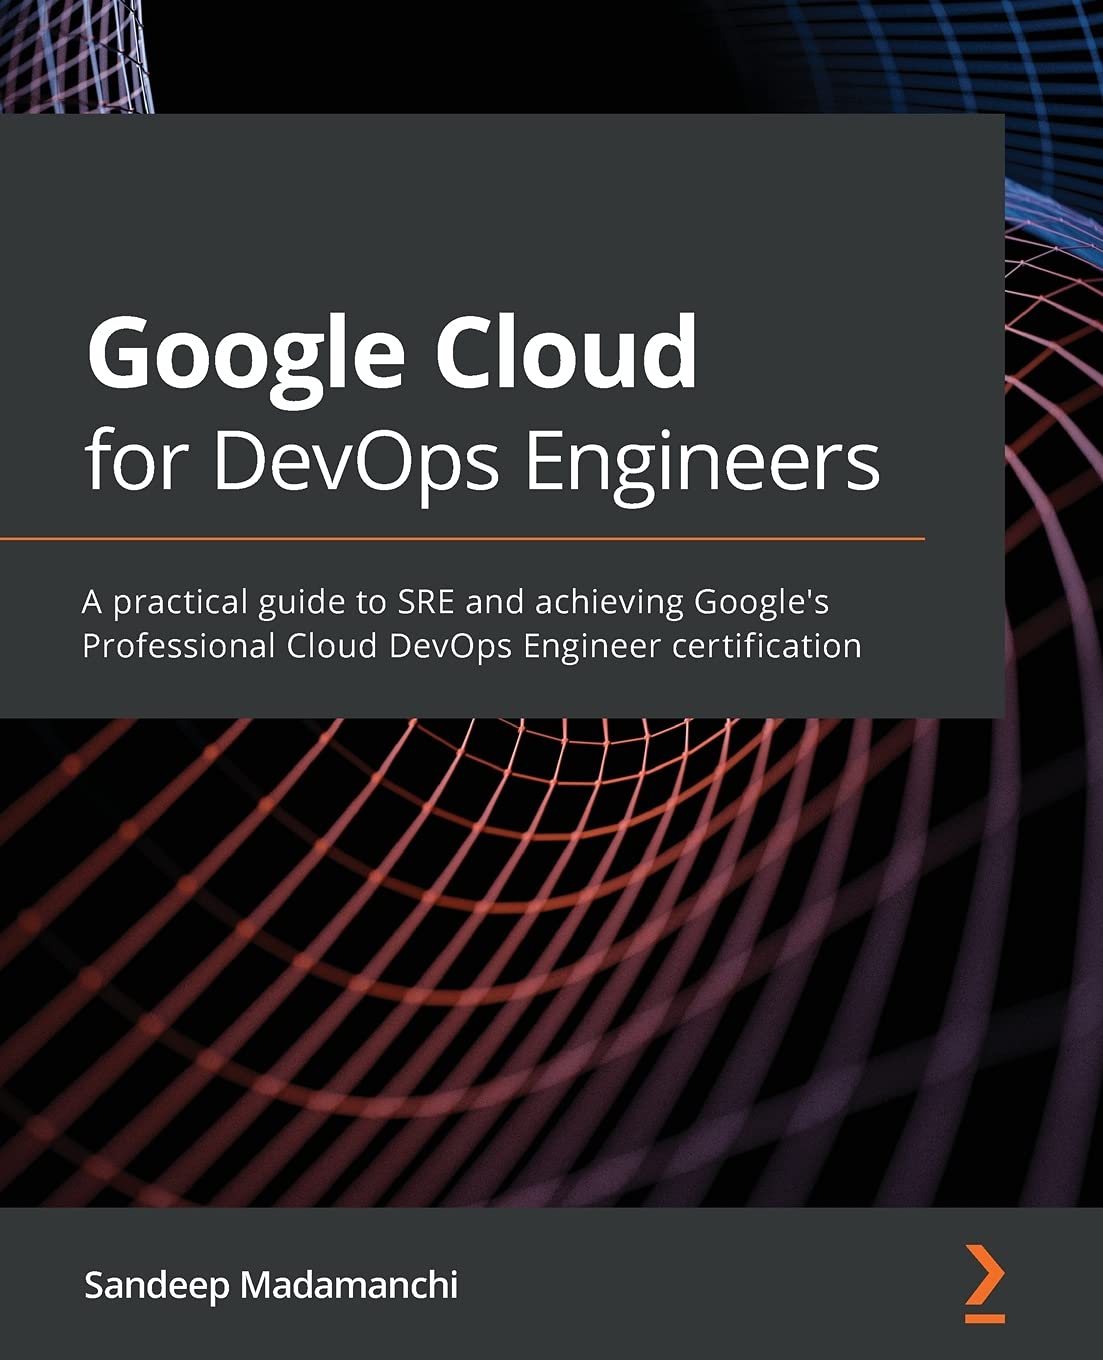 Google Cloud
for DevOps Engineers
A practical guide to SRE and achieving Google's
Professional Cloud DevOps Engineer certification
Sandeep Madamanchi